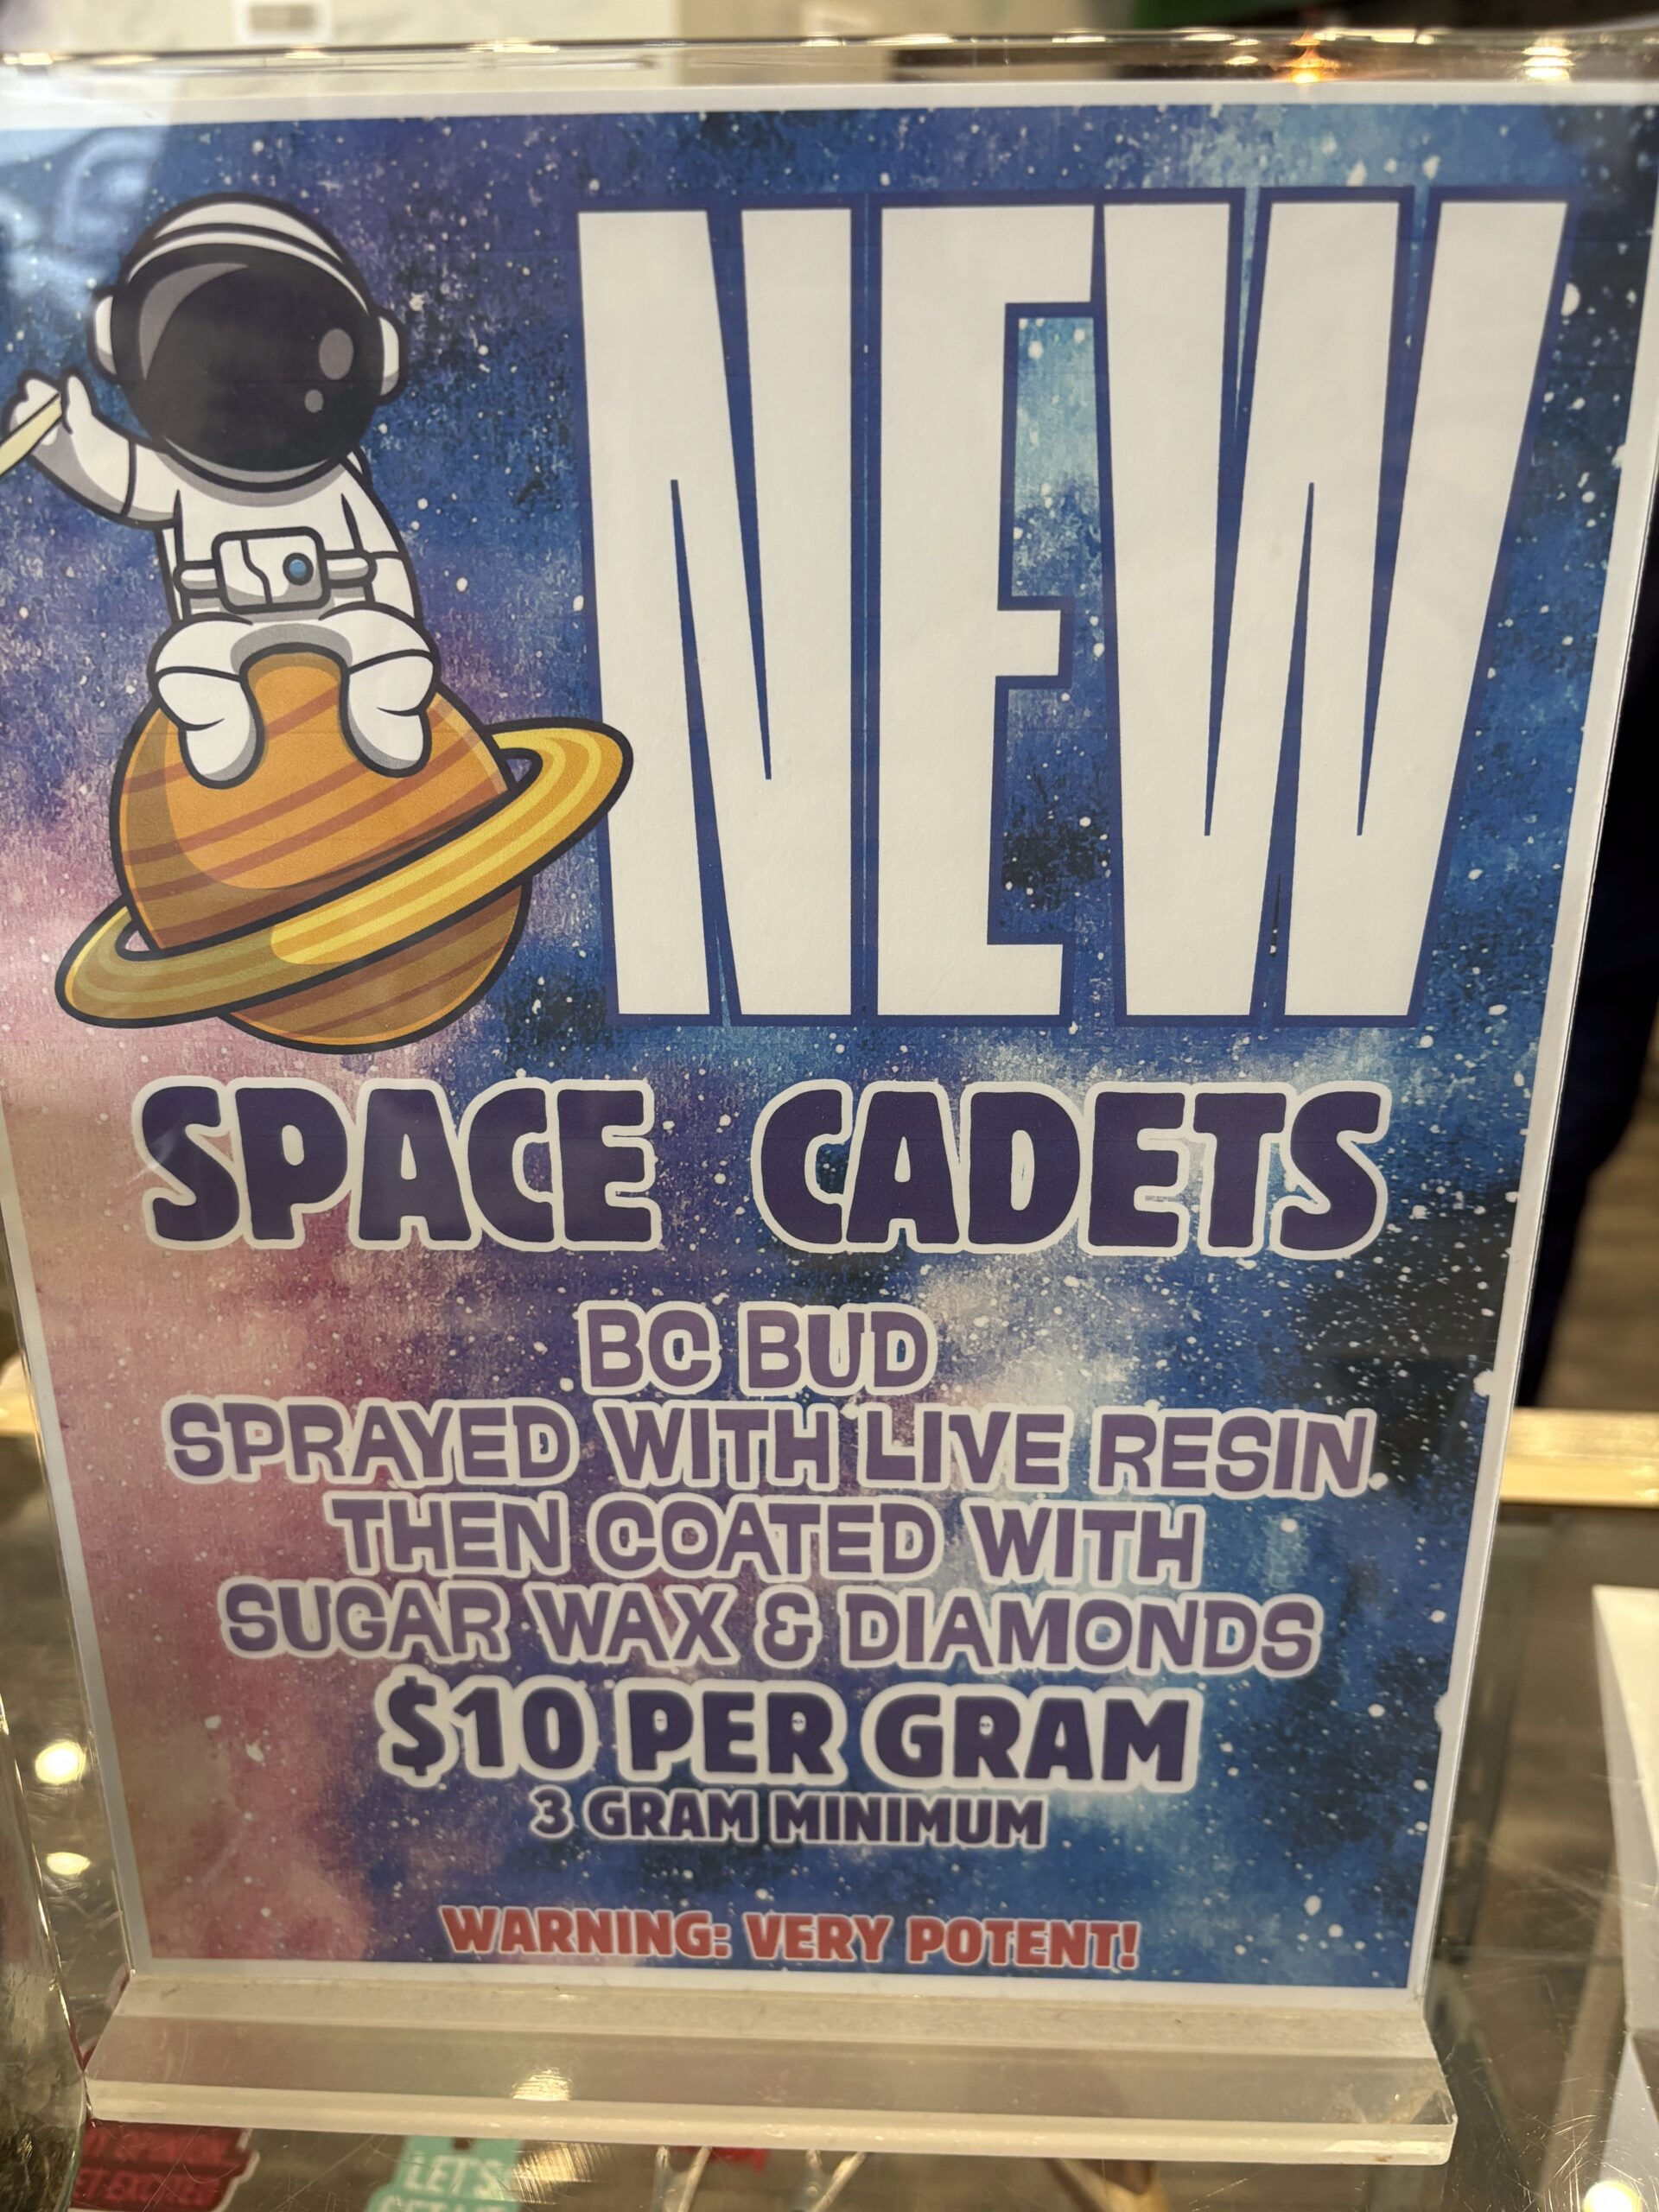 NEW
SPACE CADETS
BC BUD
SPRAYED WITH LIVE RESIN
THEN COATED WITH
SUGAR WAX & DIAMONDS
$10 PER GRAM
3 GRAM MINIMUM
WARNING: VERY POTENT!
LET'S